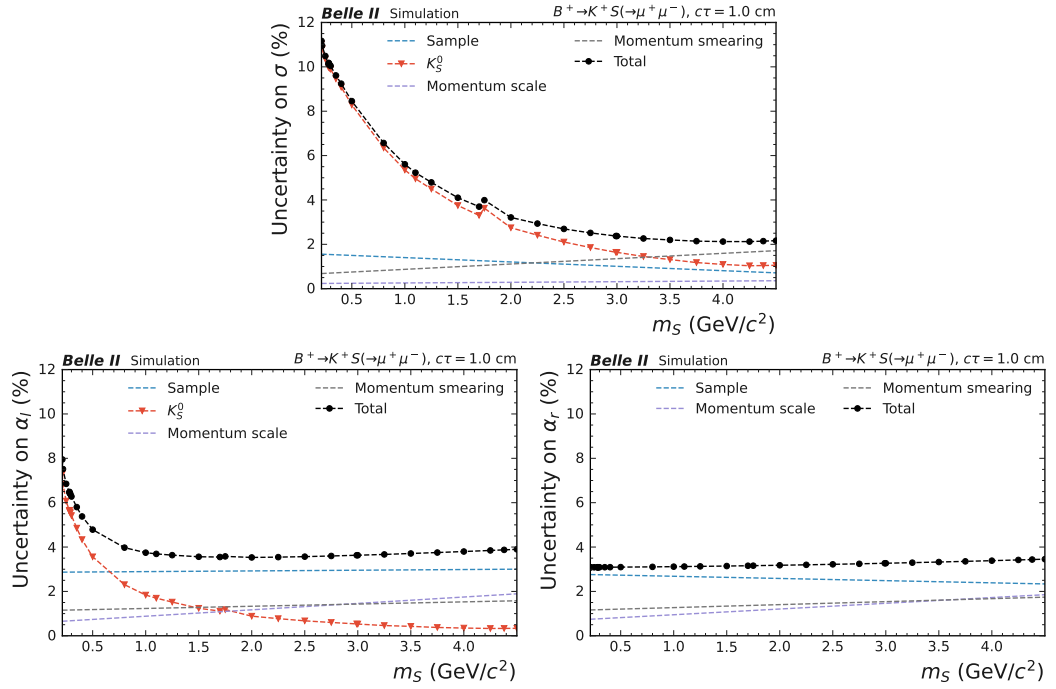 Belle II Simulation B⁺→K⁺S(→μ⁺μ⁻), cτ = 1.0 cm
Uncertainty on σ (%)
12
10
8
6
4
2
0
Sample
K_S^0
Momentum scale
Momentum smearing
Total
0.5 1.0 1.5 2.0 2.5 3.0 3.5 4.0
m_S (GeV/c²)
Belle II Simulation B⁺→K⁺S(→μ⁺μ⁻), cτ = 1.0 cm
Uncertainty on α_l (%)
12
10
8
6
4
2
0
Sample
K_S^0
Momentum scale
Momentum smearing
Total
0.5 1.0 1.5 2.0 2.5 3.0 3.5 4.0
m_S (GeV/c²)
Belle II Simulation B⁺→K⁺S(→μ⁺μ⁻), cτ = 1.0 cm
Uncertainty on α_r (%)
12
10
8
6
4
2
0
Sample
Momentum scale
Momentum smearing
Total
0.5 1.0 1.5 2.0 2.5 3.0 3.5 4.0
m_S (GeV/c²)